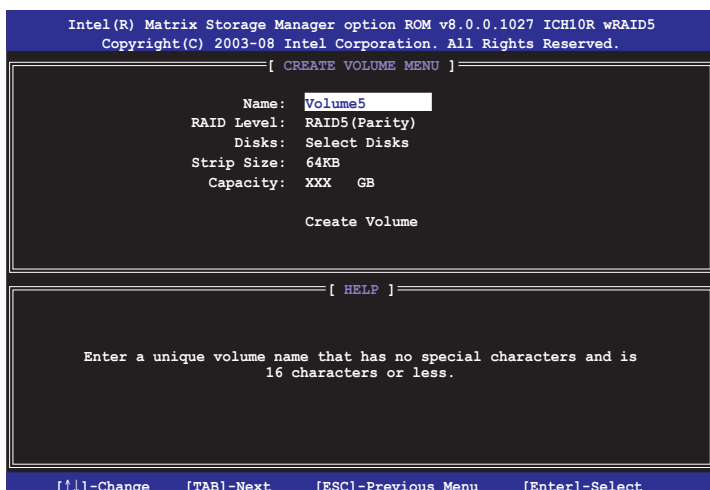 Intel(R) Matrix Storage Manager option ROM v8.0.0.1027 ICH10R wRAID5
Copyright(C) 2003-08 Intel Corporation. All Rights Reserved.
[ CREATE VOLUME MENU ]
Name: Volume5
RAID Level: RAID5(Parity)
Disks: Select Disks
Strip Size: 64KB
Capacity: XXX GB
Create Volume
[ HELP ]
Enter a unique volume name that has no special characters and is
16 characters or less.
[↑↓]-Change [TAB]-Next [ESC]-Previous Menu [Enter]-Select